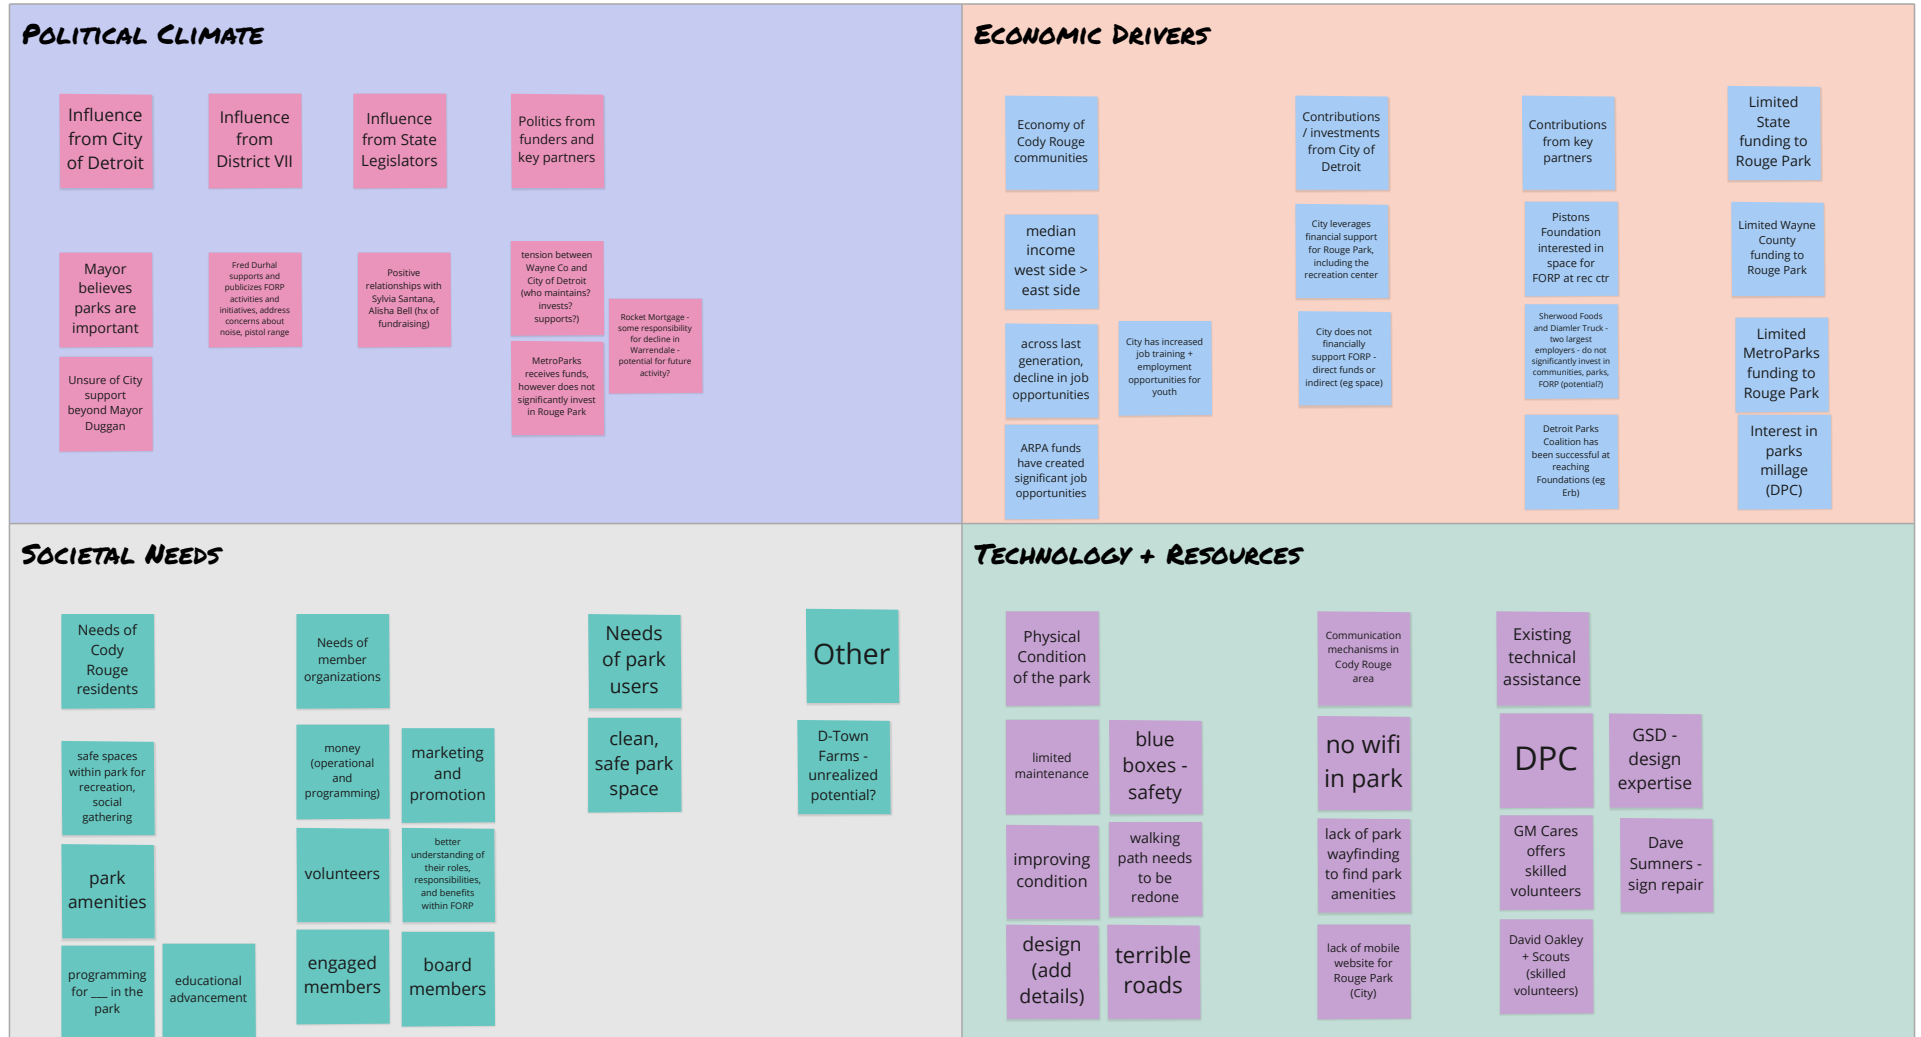 POLITICAL CLIMATE
Influence
from City
of Detroit
Influence
from
District VII
Influence
from State
Legislators
Politics from
funders and
key partners
Mayor
believes
parks are
important
Fred Durhal
supports and
publicizes FORP
activities and
initiatives, address
concerns about
noise, pistol range
Positive
relationships with
Sylvia Santana,
Alisha Bell (hx of
fundraising)
tension between
Wayne Co and
City of Detroit
(who maintains?
invests?
supports?)
Rocket Mortgage -
some responsibility
for decline in
Warrendale -
potential for future
activity?
Unsure of City
support
beyond Mayor
Duggan
MetroParks
receives funds,
however does not
significantly invest
in Rouge Park
ECONOMIC DRIVERS
Economy of
Cody Rouge
communities
Contributions
/ investments
from City of
Detroit
Contributions
from key
partners
Limited
State
funding to
Rouge Park
median
income
west side >
east side
City leverages
financial support
for Rouge Park,
including the
recreation center
Pistons
Foundation
interested in
space for
FORP at rec ctr
Limited Wayne
County
funding to
Rouge Park
across last
generation,
decline in job
opportunities
City has increased
job training +
employment
opportunities for
youth
City does not
financially
support FORP -
direct funds or
indirect (eg space)
Sherwood Foods
and Diamler Truck -
two largest
employers - do not
significantly invest in
communities, parks,
FORP (potential?)
Limited
MetroParks
funding to
Rouge Park
ARPA funds
have created
significant job
opportunities
Detroit Parks
Coalition has
been successful at
reaching
Foundations (eg
Erb)
Interest in
parks
millage
(DPC)
SOCIETAL NEEDS
Needs of
Cody
Rouge
residents
Needs of
member
organizations
Needs
of park
users
Other
safe spaces
within park for
recreation,
social
gathering
money
(operational
and
programming)
marketing
and
promotion
clean,
safe park
space
D-Town
Farms -
unrealized
potential?
park
amenities
volunteers
better
understanding of
their roles,
responsibilities,
and benefits
within FORP
programming
for ___ in the
park
educational
advancement
engaged
members
board
members
TECHNOLOGY + RESOURCES
Physical
Condition
of the park
Communication
mechanisms in
Cody Rouge
area
Existing
technical
assistance
limited
maintenance
blue
boxes -
safety
no wifi
in park
DPC
GSD -
design
expertise
improving
condition
walking
path needs
to be
redone
lack of park
wayfinding
to find park
amenities
GM Cares
offers
skilled
volunteers
Dave
Sumners -
sign repair
design
(add
details)
terrible
roads
lack of mobile
website for
Rouge Park
(City)
David Oakley
+ Scouts
(skilled
volunteers)